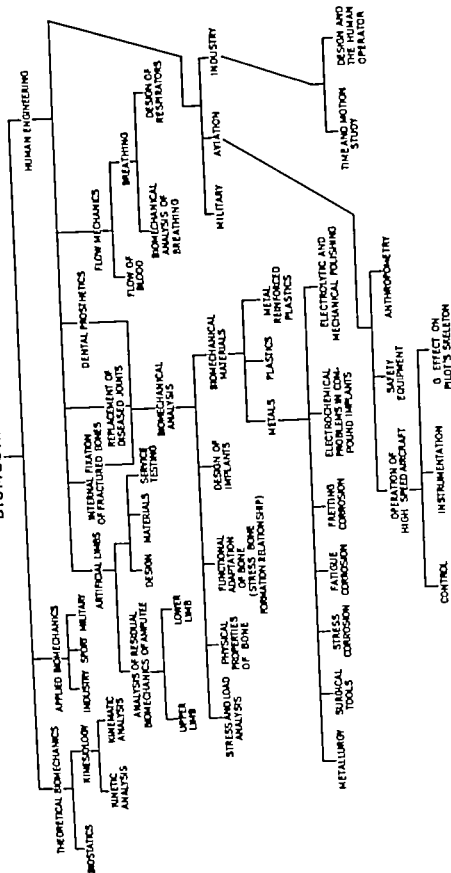 THEORETICAL BIOMECHANICS
APPLIED BIOMECHANICS
HUMAN ENGINEERING
BIOSTATICS
KINESIOLOGY
INDUSTRY
SPORT
MILITARY
KINETIC
ANALYSIS
KINEMATIC
ANALYSIS
ARTIFICIAL LIMBS
INTERNAL FIXATION
OF FRACTURED BONES
REPLACEMENT OF
DISEASED JOINTS
DENTAL PROSTHETICS
FLOW MECHANICS
FLOW OF
BLOOD
BREATHING
BIOMECHANICAL
ANALYSIS OF
BREATHING
DESIGN OF
RESPIRATORS
ANALYSIS OF RESIDUAL
BIOMECHANICS OF AMPUTEE
DESIGN
MATERIALS
SERVICE
TESTING
UPPER
LIMB
LOWER
LIMB
BIOMECHANICAL
ANALYSIS
MILITARY
AVIATION
INDUSTRY
STRESS AND LOAD
ANALYSIS
PHYSICAL
PROPERTIES
OF BONE
FUNCTIONAL
ADAPTATION
OF BONE
(STRESS BONE
FORMATION RELATIONSHIP)
DESIGN OF
IMPLANTS
BIOMECHANICAL
MATERIALS
METALS
PLASTICS
METAL
REINFORCED
PLASTICS
TIME AND MOTION
STUDY
DESIGN AND
THE HUMAN
OPERATOR
METALLURGY
SURGICAL
TOOLS
STRESS
CORROSION
FATIGUE
CORROSION
FRETTING
CORROSION
ELECTROCHEMICAL
PROBLEMS IN COM-
POUND IMPLANTS
ELECTROLYTIC AND
MECHANICAL POLISHING
OPERATION OF
HIGH SPEED AIRCRAFT
SAFETY
EQUIPMENT
ANTHROPOMETRY
CONTROL
INSTRUMENTATION
G EFFECT ON
PILOT'S SKELETON